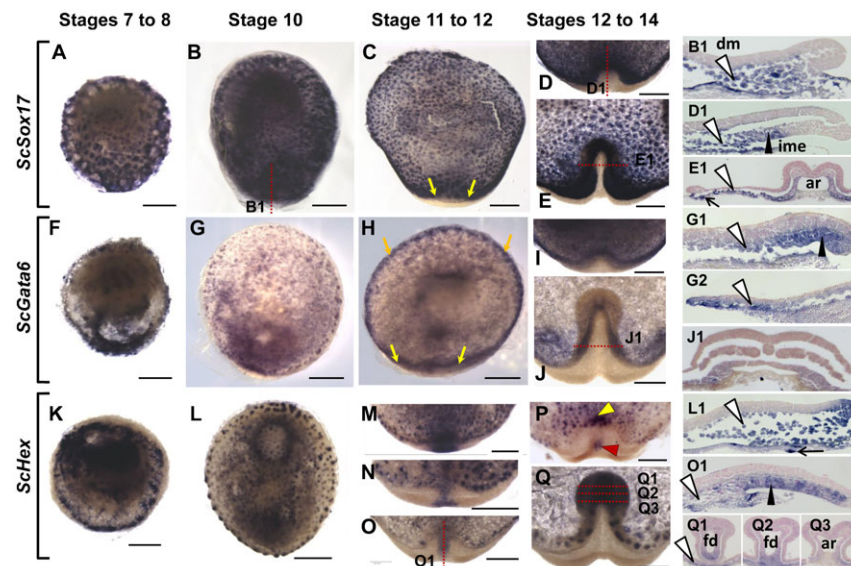 Stages 7 to 8
Stage 10
Stage 11 to 12
Stages 12 to 14
ScSox17
A
B
B1
C
D
D1
E1
E
B1
dm
D1
ime
E1
ar
ScGata6
F
G
H
I
J1
J
G1
G2
J1
ScHex
K
L
M
N
O
O1
P
Q
Q1
Q2
Q3
L1
O1
Q1
fd
Q2
fd
Q3
ar